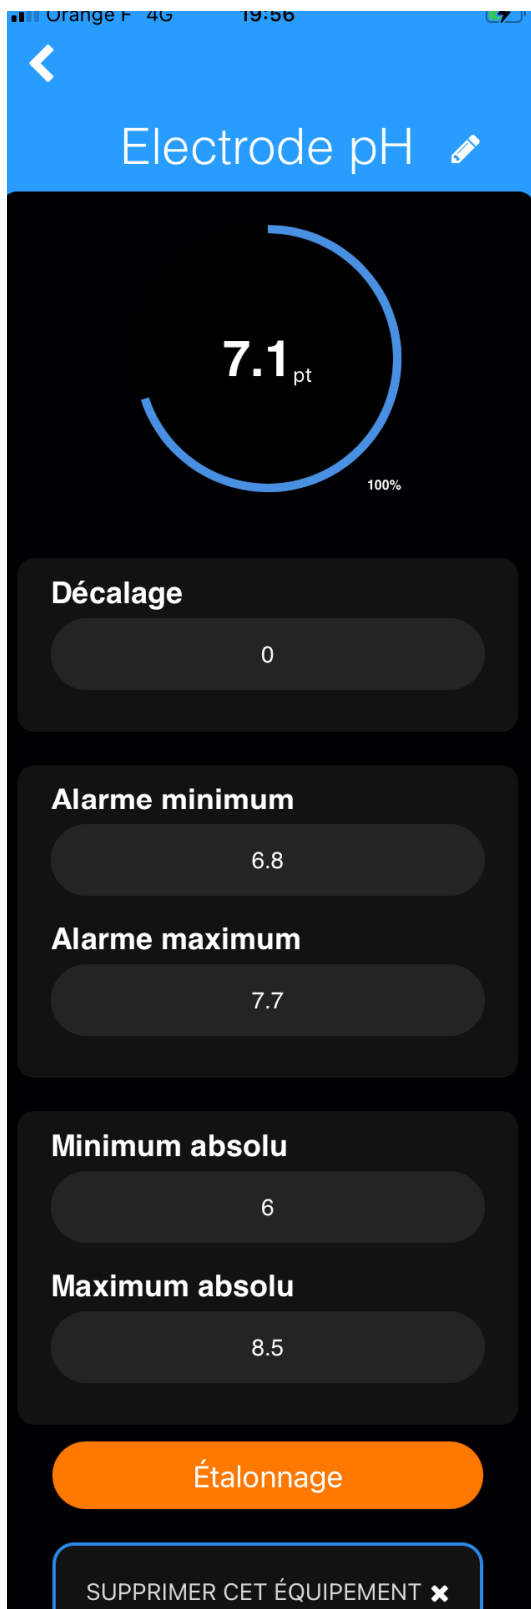 Orange F 4G 19:56
Electrode pH
7.1 pt
100%
Décalage
0
Alarme minimum
6.8
Alarme maximum
7.7
Minimum absolu
6
Maximum absolu
8.5
Étalonnage
SUPPRIMER CET ÉQUIPEMENT